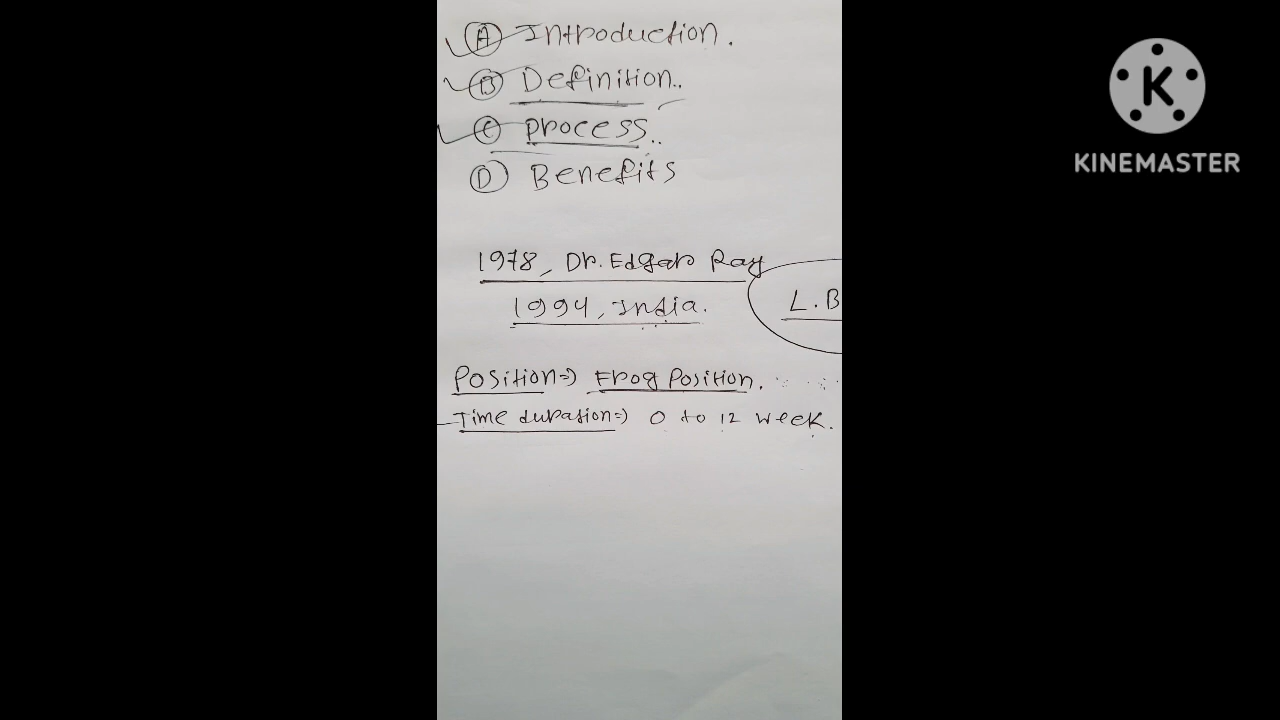 A Introduction.
B Definition..
C Process..
D Benefits
1978, Dr. Edgar Ray
1994, India.
L.B
Position => Frog Position.
Time duration => 0 to 12 week.
K
KINEMASTER